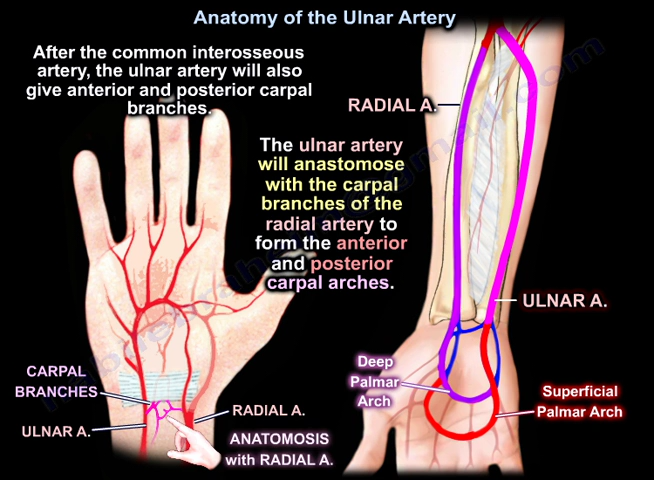 Anatomy of the Ulnar Artery
After the common interosseous
artery, the ulnar artery will also
give anterior and posterior carpal
branches.
The ulnar artery
will anastomose
with the carpal
branches of the
radial artery to
form the anterior
and posterior
carpal arches.
CARPAL
BRANCHES
ULNAR A.
RADIAL A.
ANATOMOSIS
with RADIAL A.
RADIAL A.
ULNAR A.
Deep
Palmar
Arch
Superficial
Palmar Arch